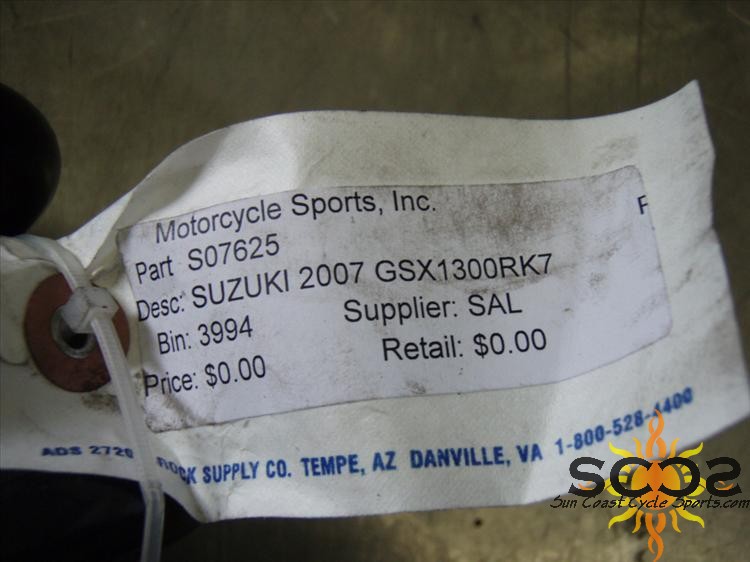 Motorcycle Sports, Inc.
Part S07625
Desc: SUZUKI 2007 GSX1300RK7
Bin: 3994 Supplier: SAL
Price: $0.00 Retail: $0.00
ADS 2720 SUPPLY CO. TEMPE, AZ DANVILLE, VA 1-800-528-4400
SCCS
Sun Coast Cycle Sports.com